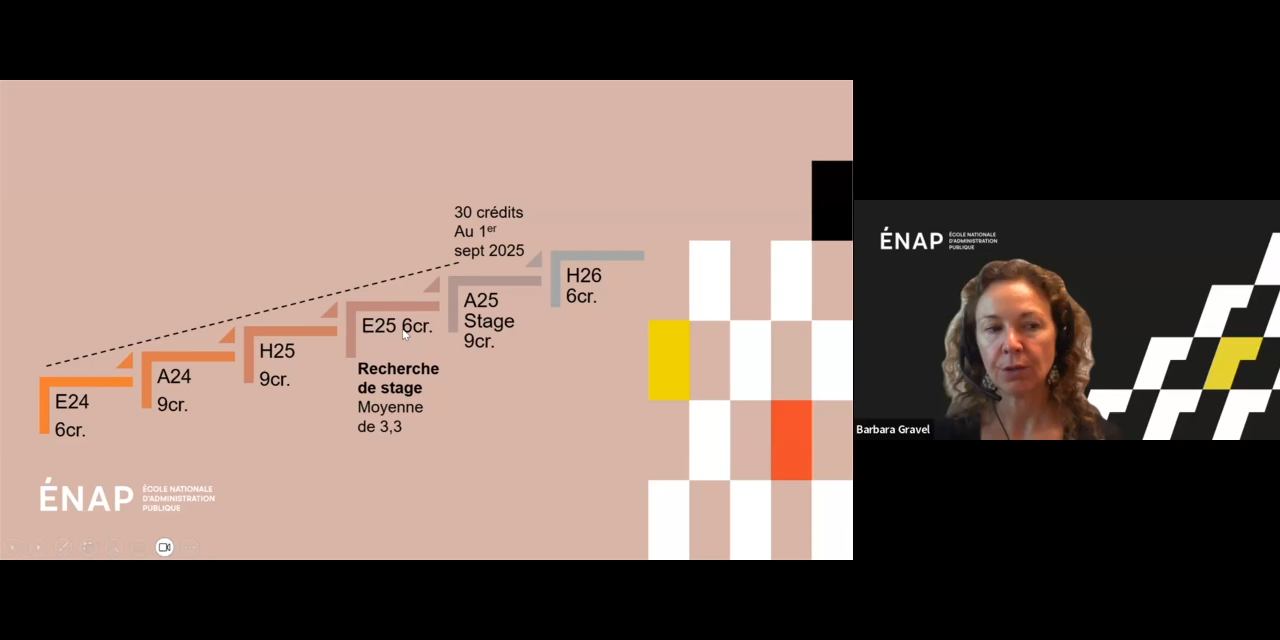 30 crédits
Au 1er
sept 2025
H26
6cr.
A25
Stage
9cr.
E25 6cr.
Recherche
de stage
Moyenne
de 3,3
H25
9cr.
A24
9cr.
E24
6cr.
ÉNAP
ÉCOLE NATIONALE
D'ADMINISTRATION
PUBLIQUE
ÉNAP
ÉCOLE NATIONALE
D'ADMINISTRATION
PUBLIQUE
Barbara Gravel